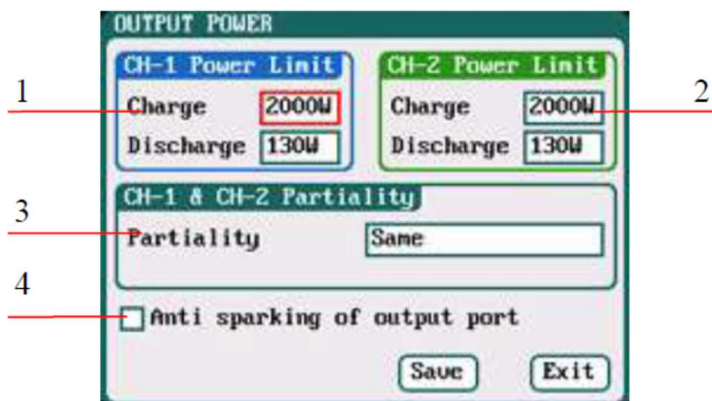 OUTPUT POWER
CH-1 Power Limit CH-2 Power Limit
1 Charge 2000W Charge 2000W 2
Discharge 130W Discharge 130W
CH-1 & CH-2 Partiality
3 Partiality Same
4 Anti sparking of output port
Save Exit